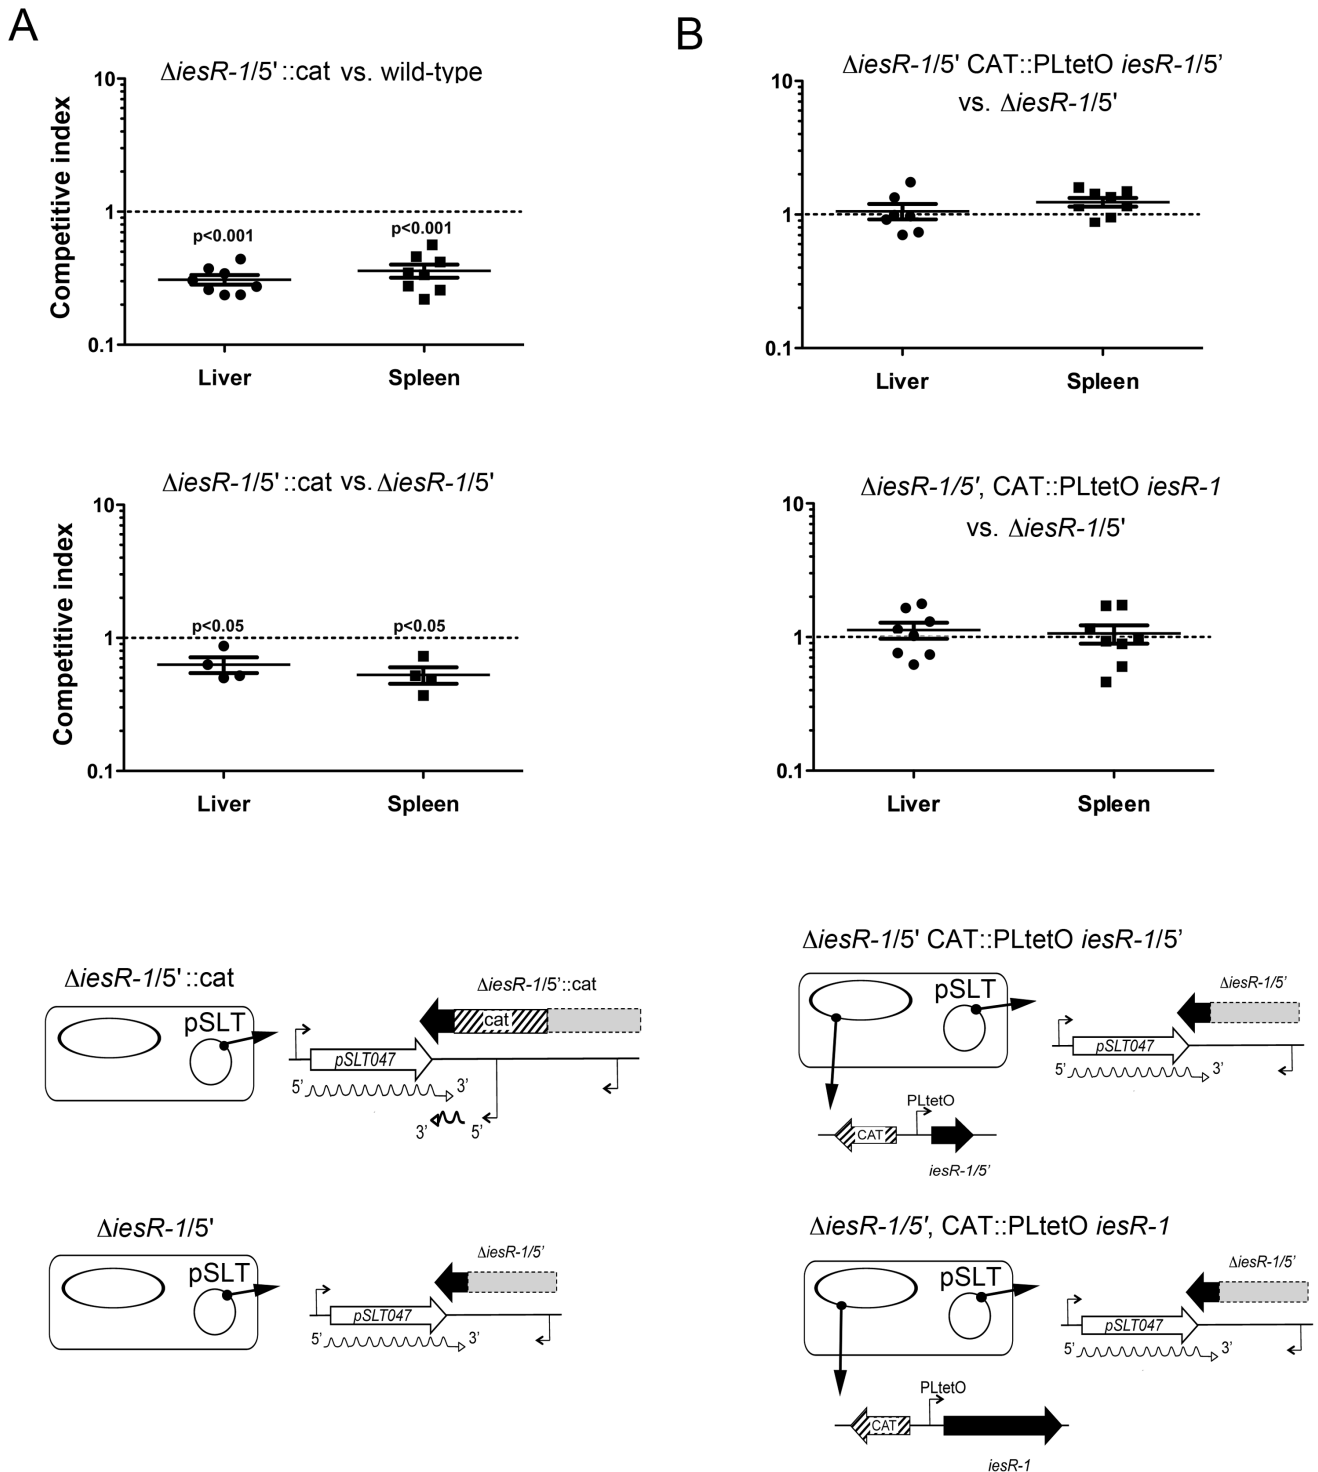 A
ΔiesR-1/5' ::cat vs. wild-type
10
1
0.1
Competitive index
p<0.001
p<0.001
Liver
Spleen
ΔiesR-1/5' ::cat vs. ΔiesR-1/5'
10
1
0.1
Competitive index
p<0.05
p<0.05
Liver
Spleen
ΔiesR-1/5' ::cat
pSLT
ΔiesR-1/5'::cat
cat
pSLT047
5' 3'
3' 5'
ΔiesR-1/5'
pSLT
ΔiesR-1/5'
pSLT047
5' 3'
B
ΔiesR-1/5' CAT::PLtetO iesR-1/5’
vs. ΔiesR-1/5'
10
1
0.1
Liver
Spleen
ΔiesR-1/5', CAT::PLtetO iesR-1
vs. ΔiesR-1/5'
10
1
0.1
Liver
Spleen
ΔiesR-1/5' CAT::PLtetO iesR-1/5’
pSLT
ΔiesR-1/5'
pSLT047
5' 3'
PLtetO
CAT
iesR-1/5'
ΔiesR-1/5', CAT::PLtetO iesR-1
pSLT
ΔiesR-1/5'
pSLT047
5' 3'
PLtetO
CAT
iesR-1